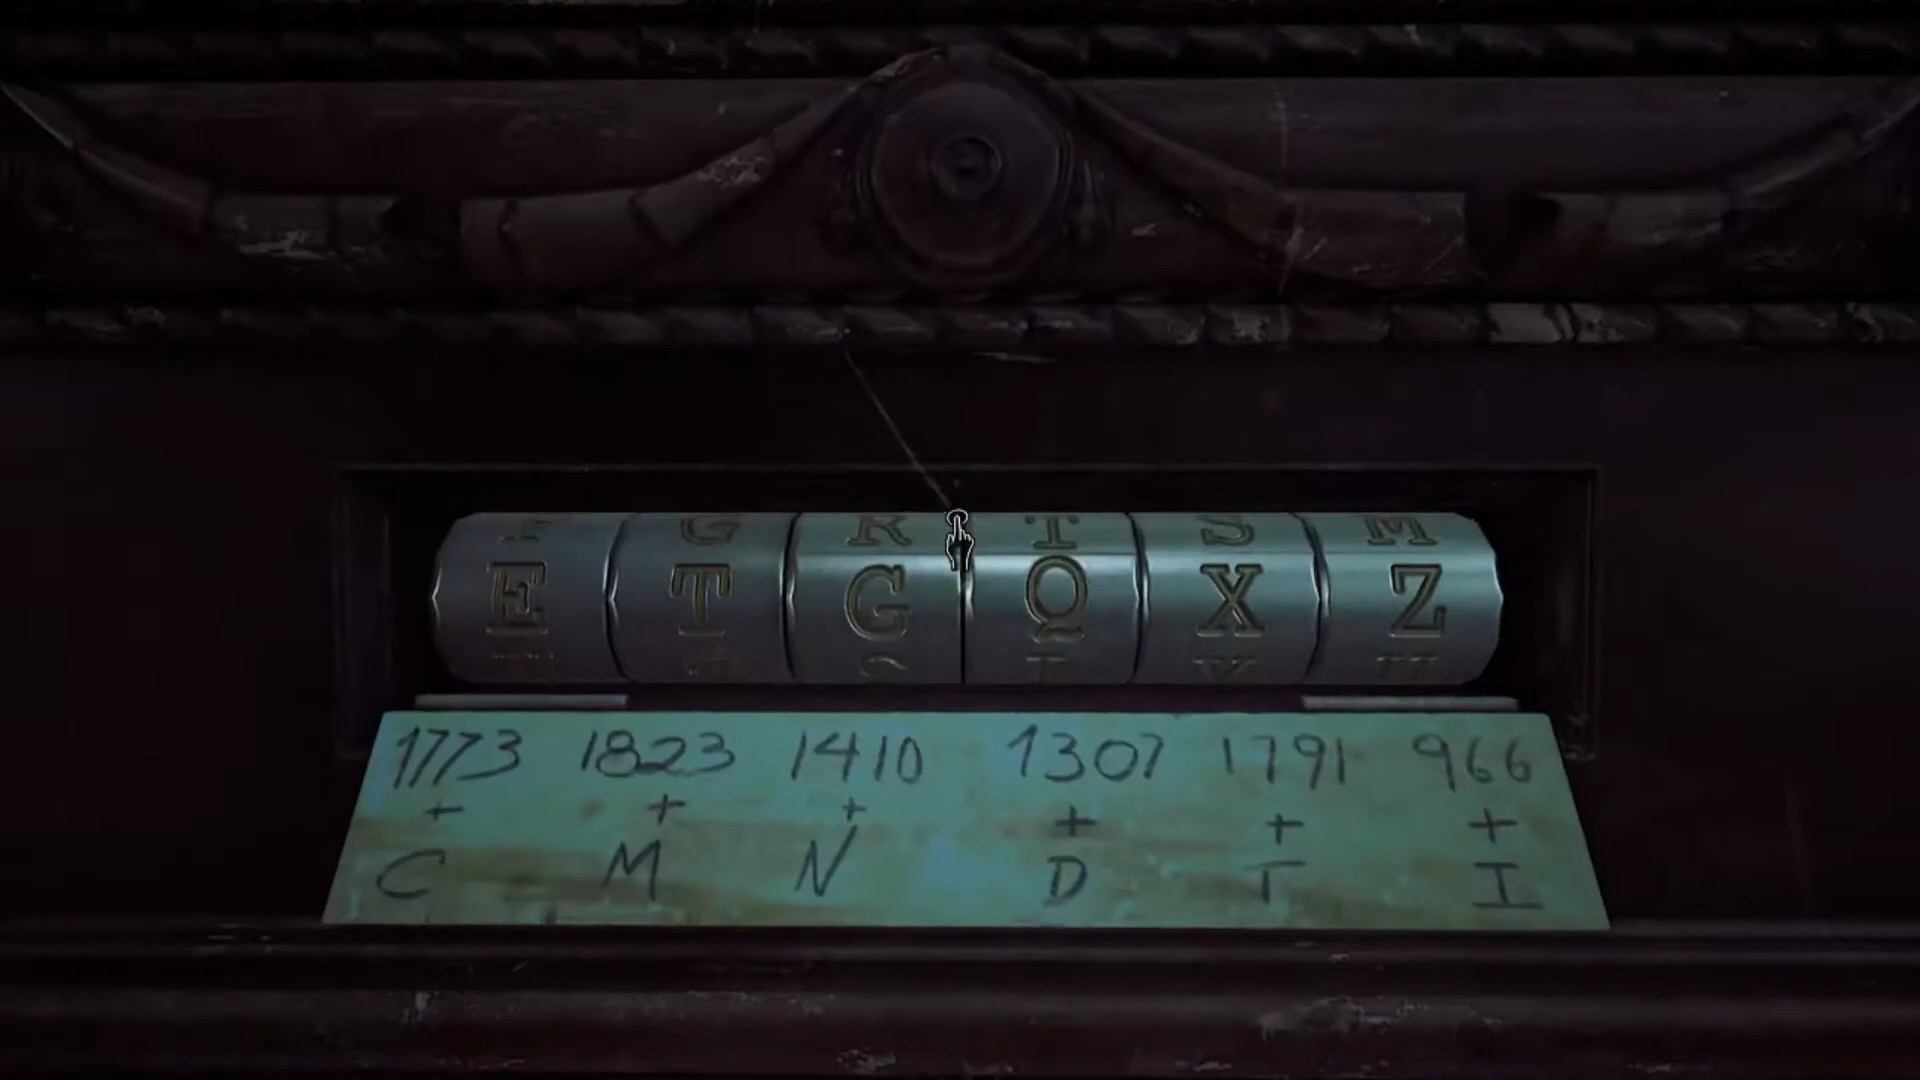 G R T S M
E T G Q X Z
1773 1823 1410 1307 1791 966
+ + + + + +
C M N D T I